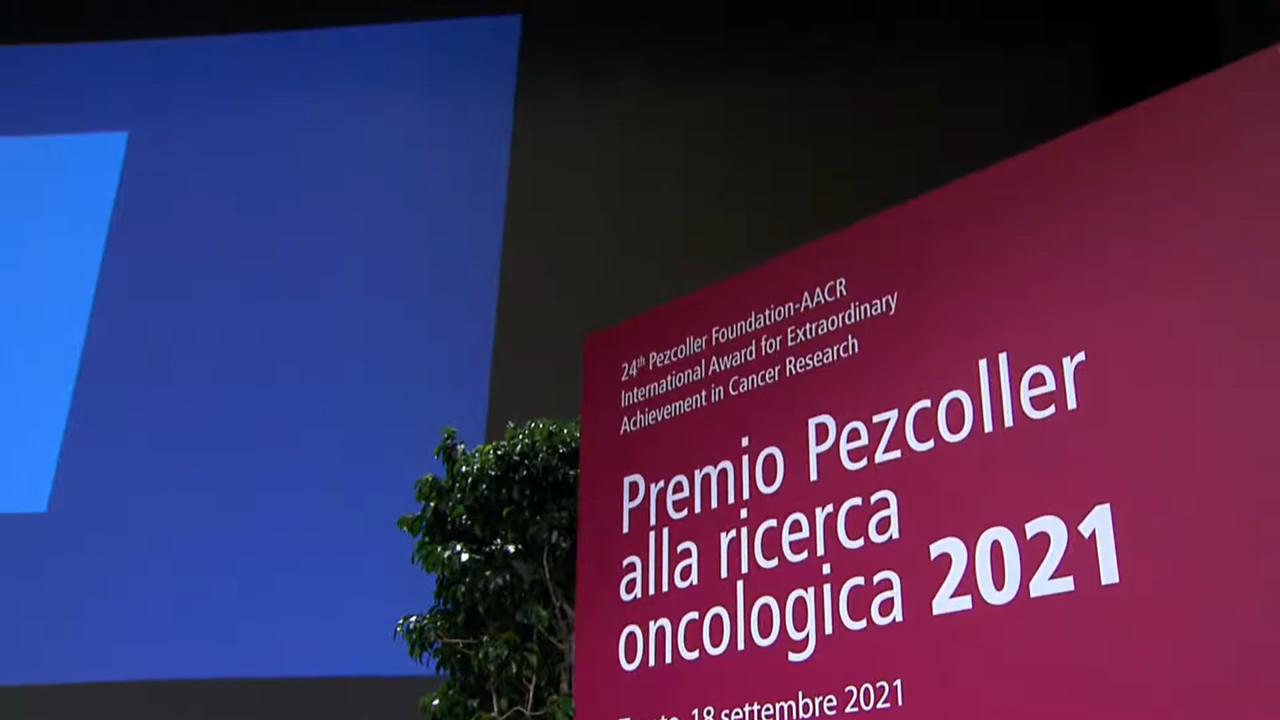 24th Pezcoller Foundation-AACR
International Award for Extraordinary
Achievement in Cancer Research
Premio Pezcoller
alla ricerca
oncologica 2021
18 settembre 2021